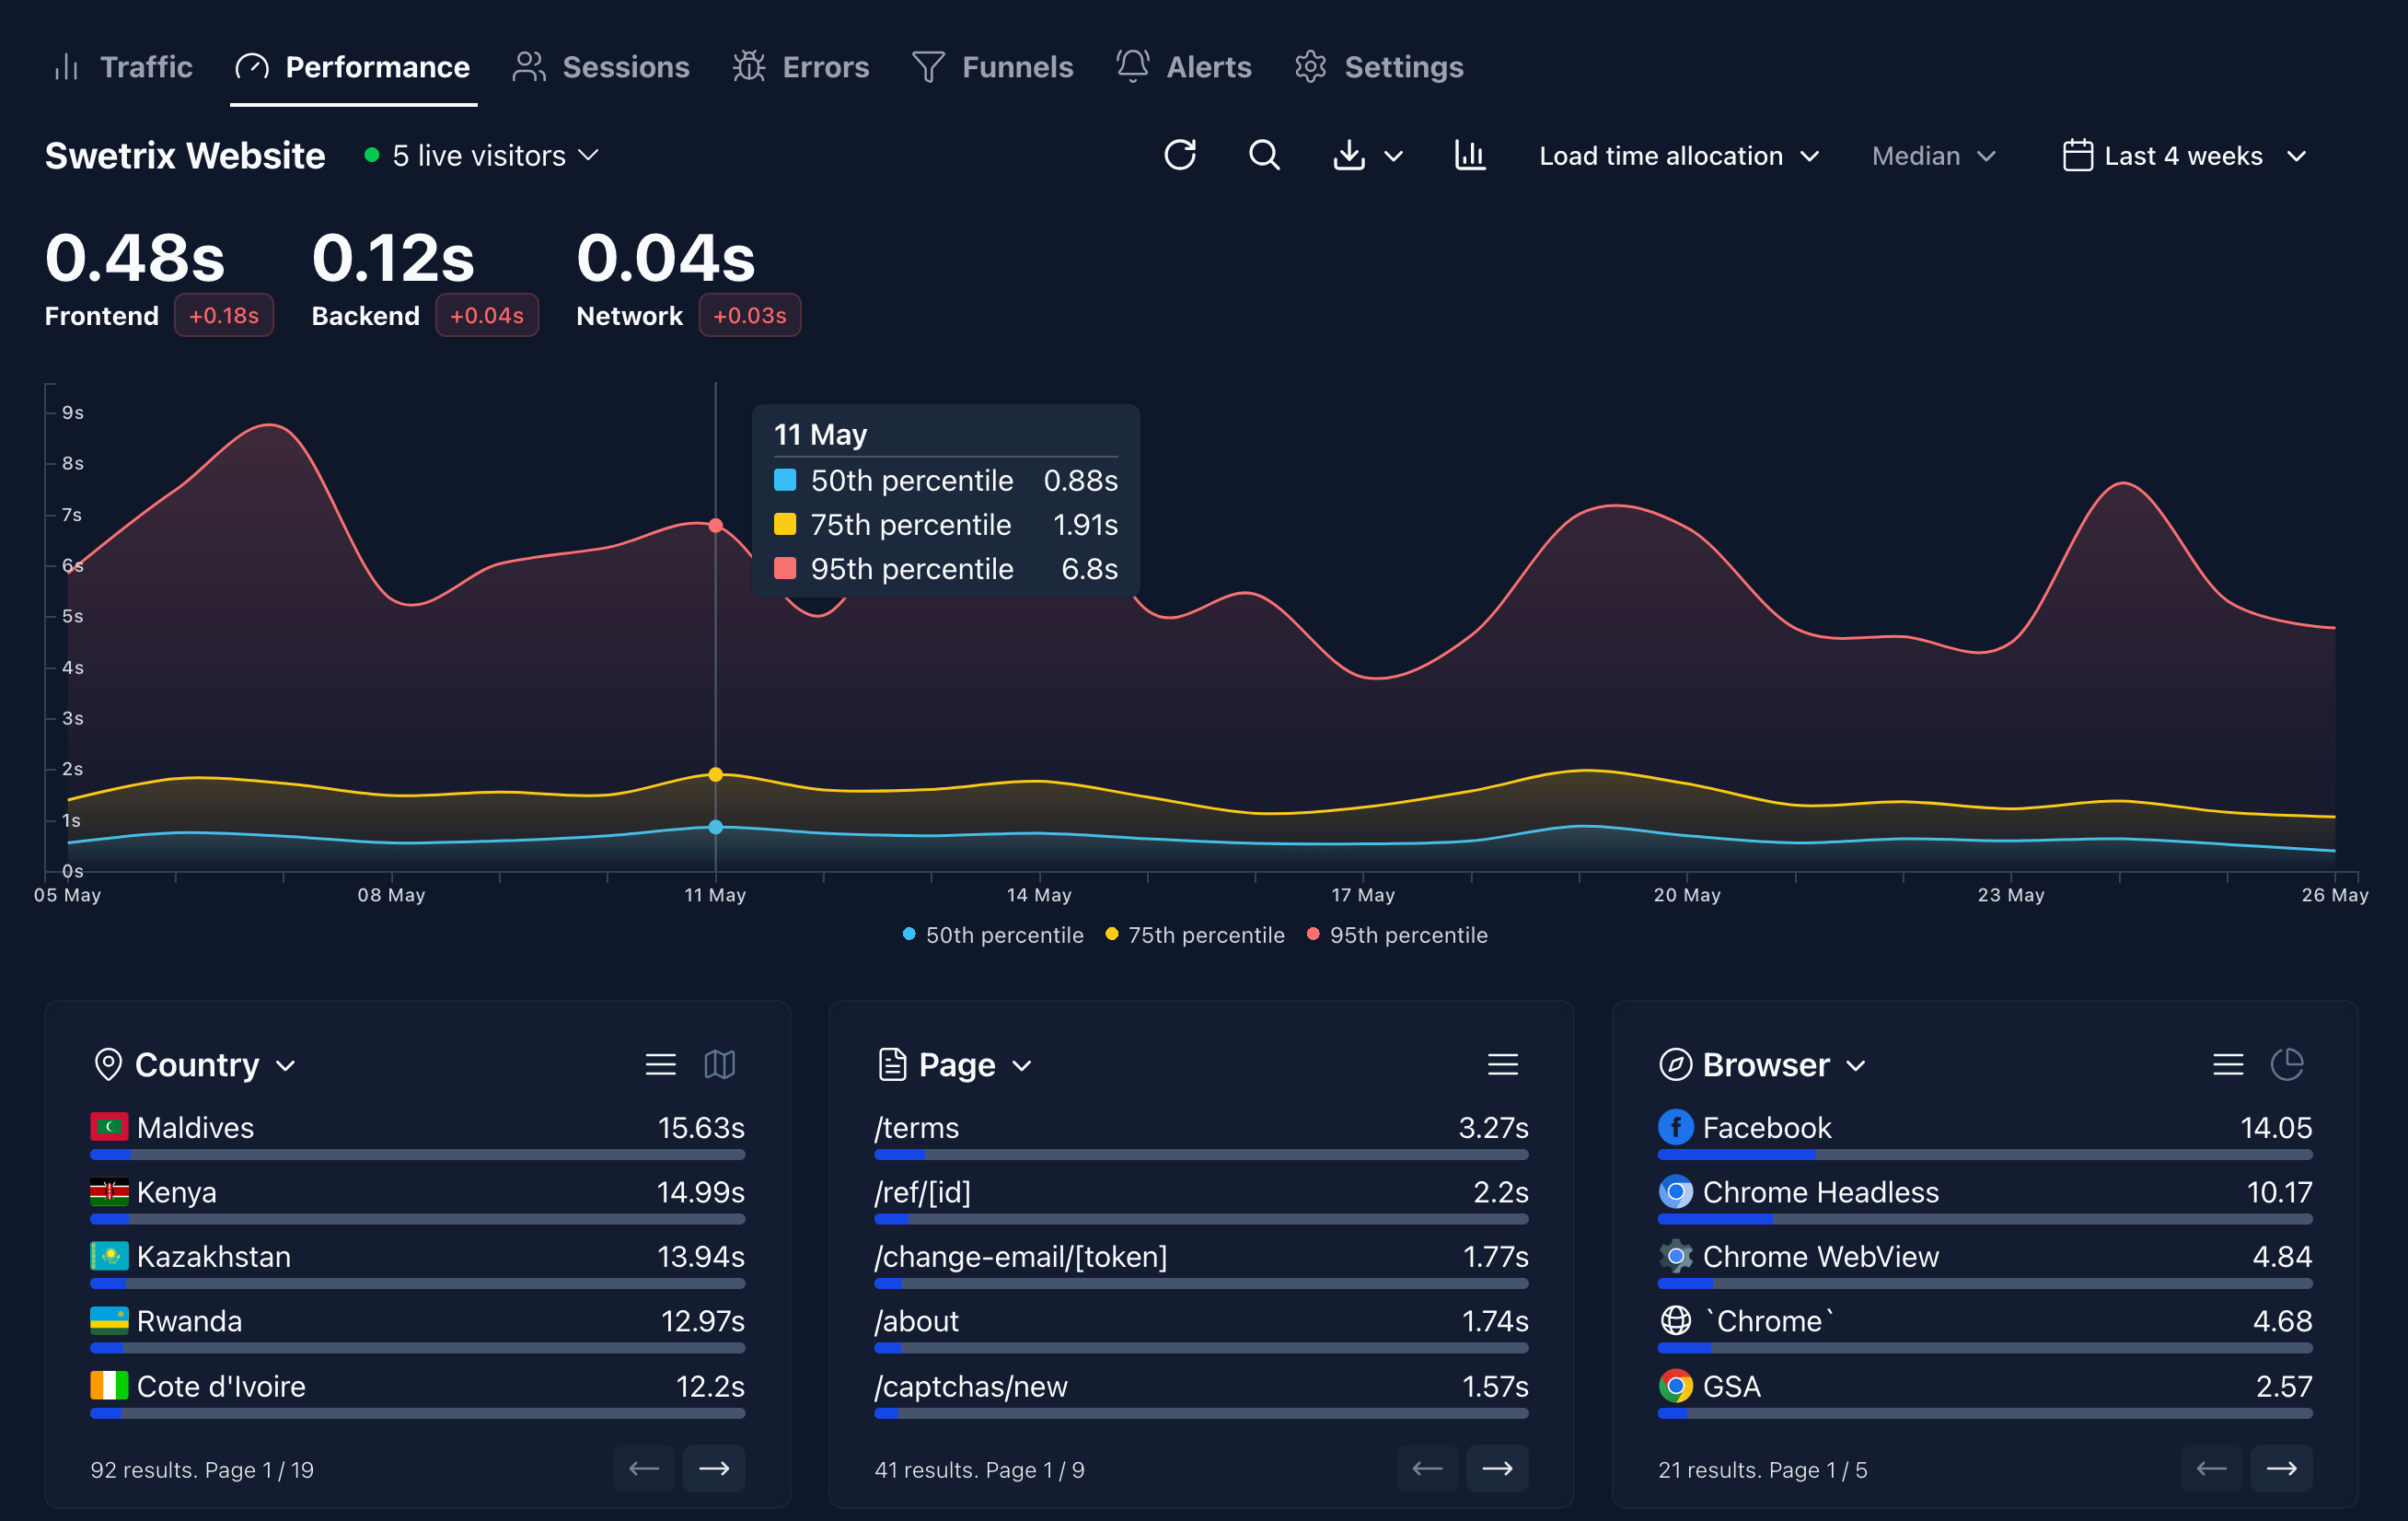 Traffic Performance Sessions Errors Funnels Alerts Settings
Swetrix Website 5 live visitors Load time allocation Median Last 4 weeks
0.48s 0.12s 0.04s
Frontend +0.18s Backend +0.04s Network +0.03s
9s
8s
7s
6s
5s
4s
3s
2s
1s
0s
11 May
50th percentile 0.88s
75th percentile 1.91s
95th percentile 6.8s
05 May 08 May 11 May 14 May 17 May 20 May 23 May 26 May
50th percentile 75th percentile 95th percentile
Country
Maldives 15.63s
Kenya 14.99s
Kazakhstan 13.94s
Rwanda 12.97s
Cote d'Ivoire 12.2s
92 results. Page 1 / 19
Page
/terms 3.27s
/ref/[id] 2.2s
/change-email/[token] 1.77s
/about 1.74s
/captchas/new 1.57s
41 results. Page 1 / 9
Browser
Facebook 14.05
Chrome Headless 10.17
Chrome WebView 4.84
`Chrome` 4.68
GSA 2.57
21 results. Page 1 / 5